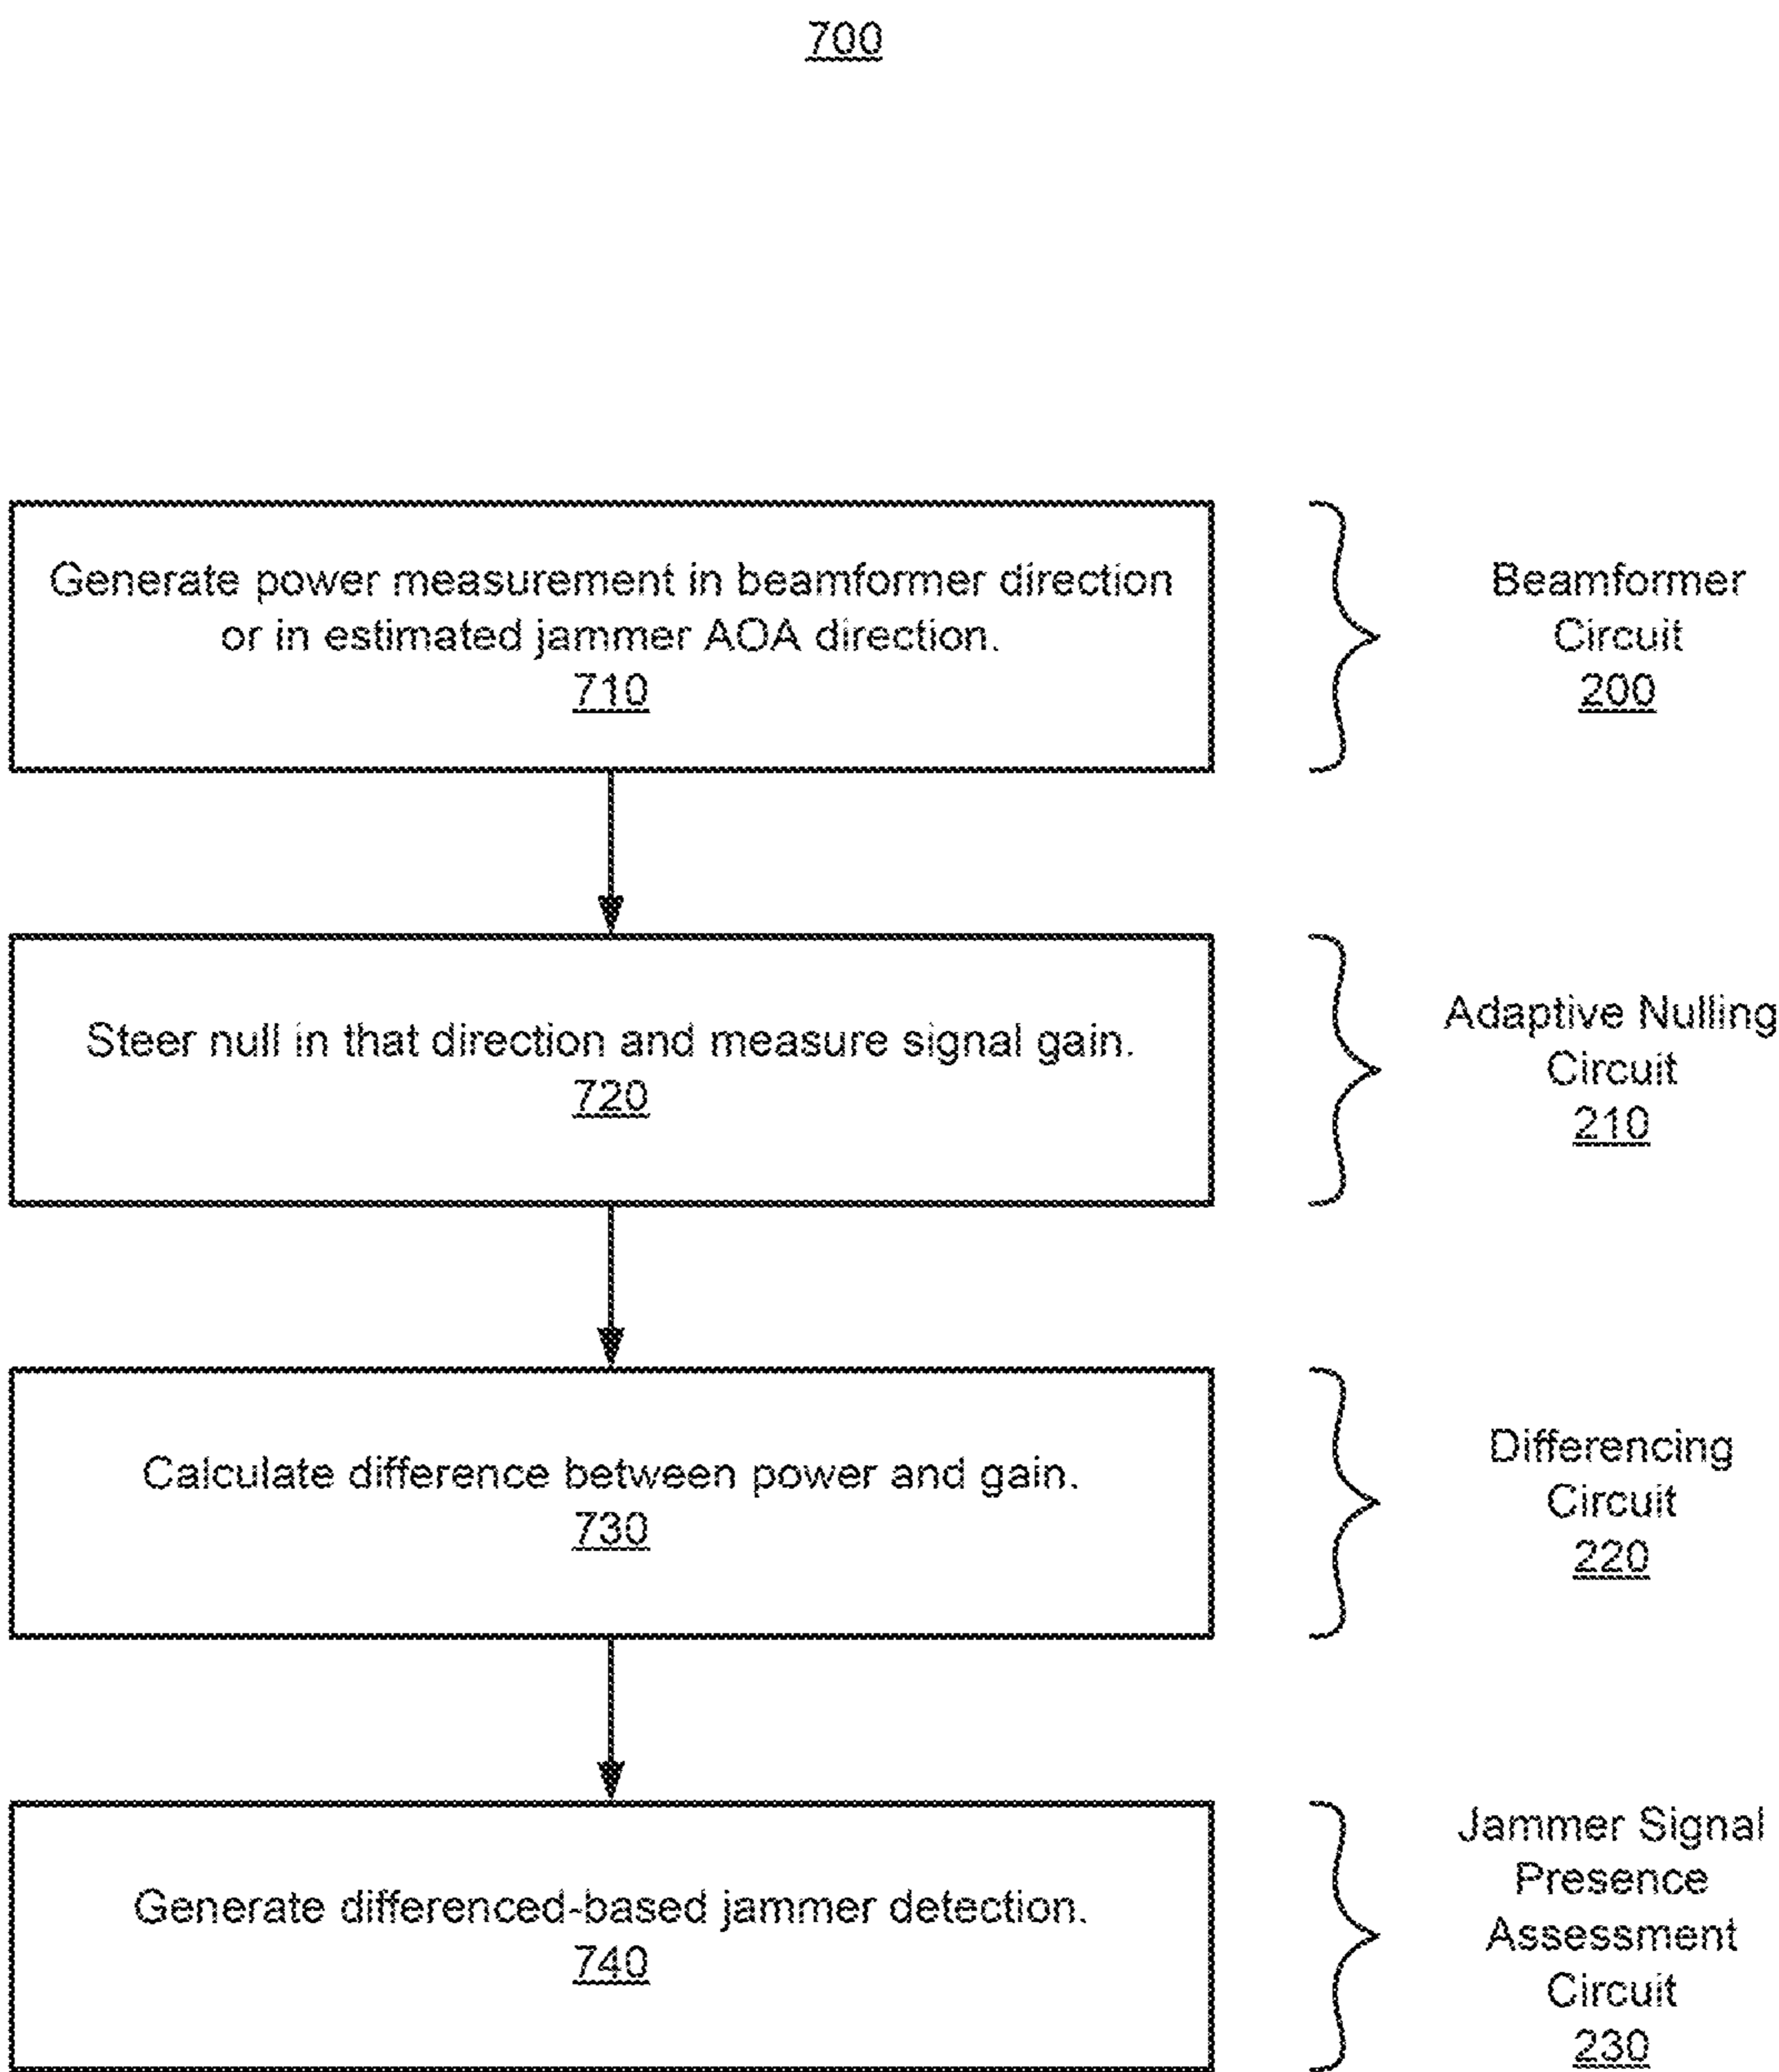 700
Generate power measurement in beamformer direction
or in estimated jammer AOA direction.
710
Beamformer
Circuit
200
Steer null in that direction and measure signal gain.
720
Adaptive Nulling
Circuit
210
Calculate difference between power and gain.
730
Differencing
Circuit
220
Generate differenced-based jammer detection.
740
Jammer Signal
Presence
Assessment
Circuit
230